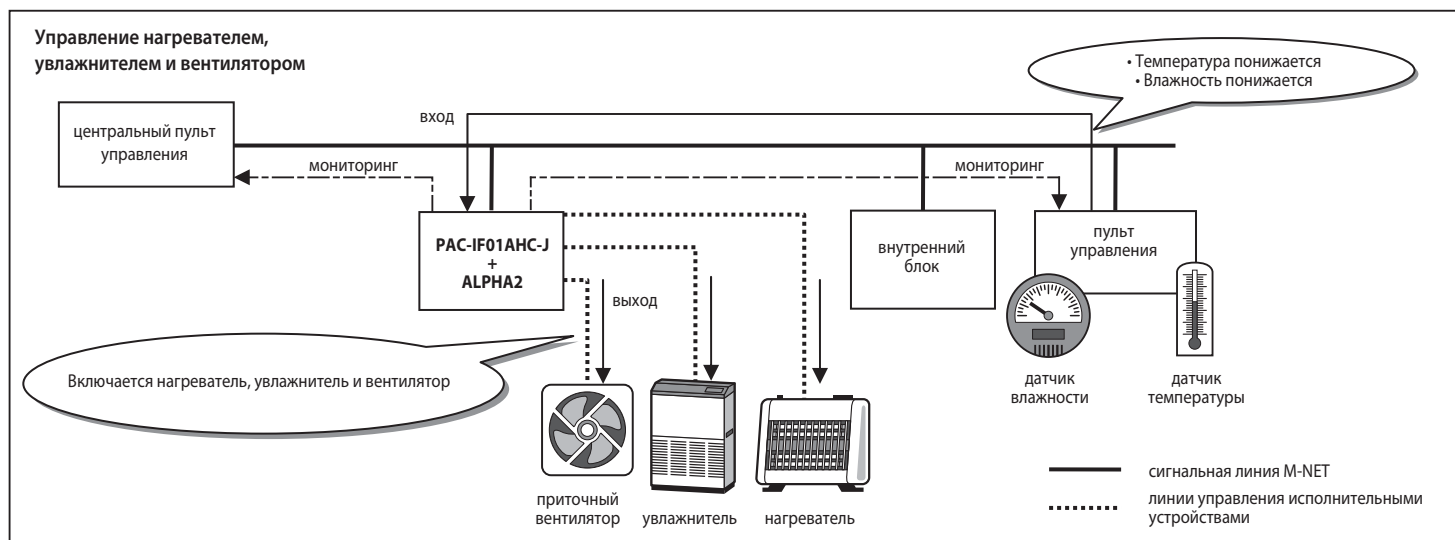 Управление нагревателем,
увлажнителем и вентилятором
• Температура понижается
• Влажность понижается
вход
центральный пульт
управления
мониторинг
мониторинг
PAC-IF01AHC-J
+
ALPHA2
внутренний
блок
пульт
управления
выход
Включается нагреватель, увлажнитель и вентилятор
датчик
влажности
датчик
температуры
приточный
вентилятор
увлажнитель
нагреватель
сигнальная линия M-NET
линии управления исполнительными
устройствами